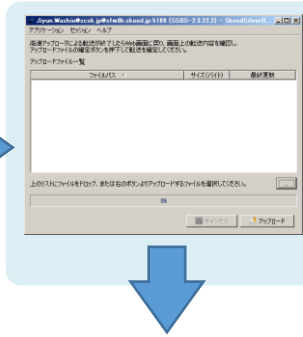 Jiyun.Washio@scsk.jp@sfwlb.skeed.jp:5100 (SSBS-2.3.22.2) - SkeedSilverB...
アプリケーション セッション ヘルプ
高速アップローダによる転送が終了したらWeb画面に戻り、画面上の転送内容を確認し、
アップロードファイルの確定ボタンを押下して転送を確定してください。
アップロードファイル一覧
ファイルパス サイズ(バイト) 最終更新
上のリストにファイルをドロップ、または右のボタンよりアップロードするファイルを選択してください。 ...
0%
キャンセル アップロード